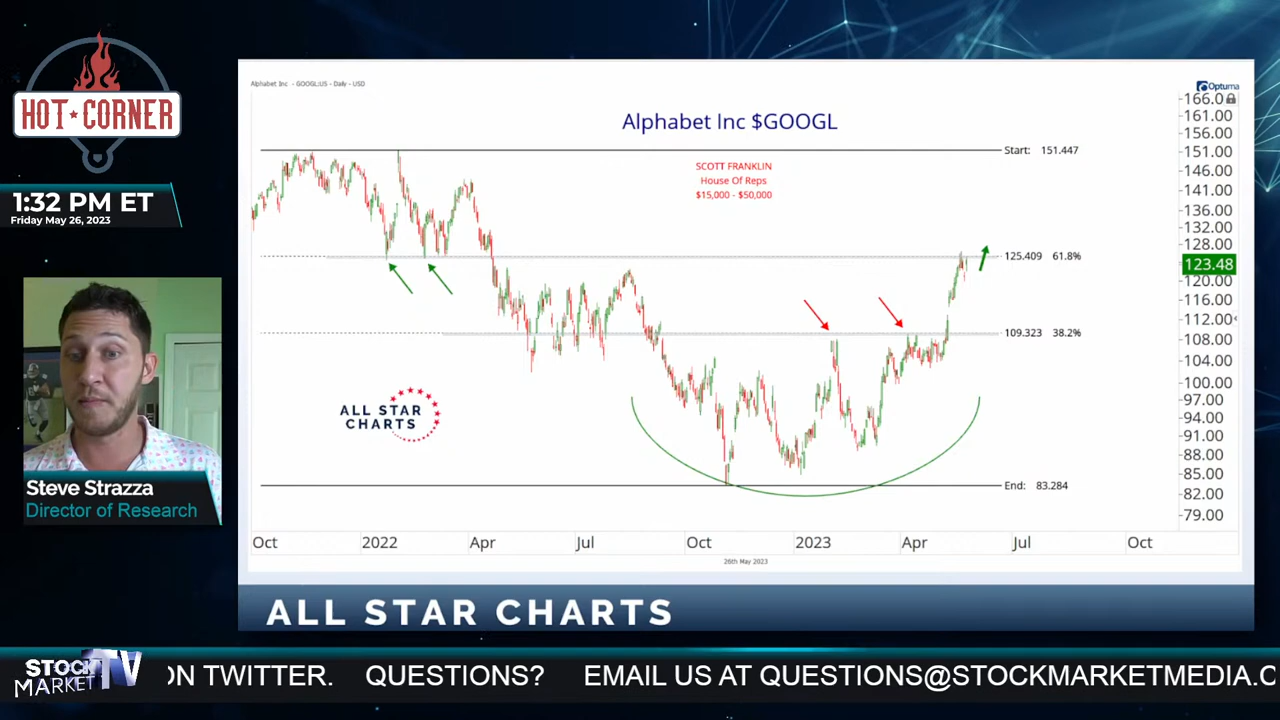 HOT★CORNER
1:32 PM ET
Friday May 26, 2023
Steve Strazza
Director of Research
Alphabet Inc - GOOGL:US - Daily - USD
Optuma
Alphabet Inc $GOOGL
SCOTT FRANKLIN
House Of Reps
$15,000 - $50,000
Start: 151.447
125.409 61.8%
109.323 38.2%
End: 83.284
ALL STAR
CHARTS
166.0
161.00
156.00
151.00
146.00
141.00
136.00
132.00
128.00
123.48
120.00
116.00
112.00
108.00
104.00
100.00
97.00
94.00
91.00
88.00
85.00
82.00
79.00
Oct 2022 Apr Jul Oct 2023 Apr Jul Oct
26th May 2023
ALL STAR CHARTS
STOCK
MARKET TV
ON TWITTER. QUESTIONS? EMAIL US AT QUESTIONS@STOCKMARKETMEDIA.C